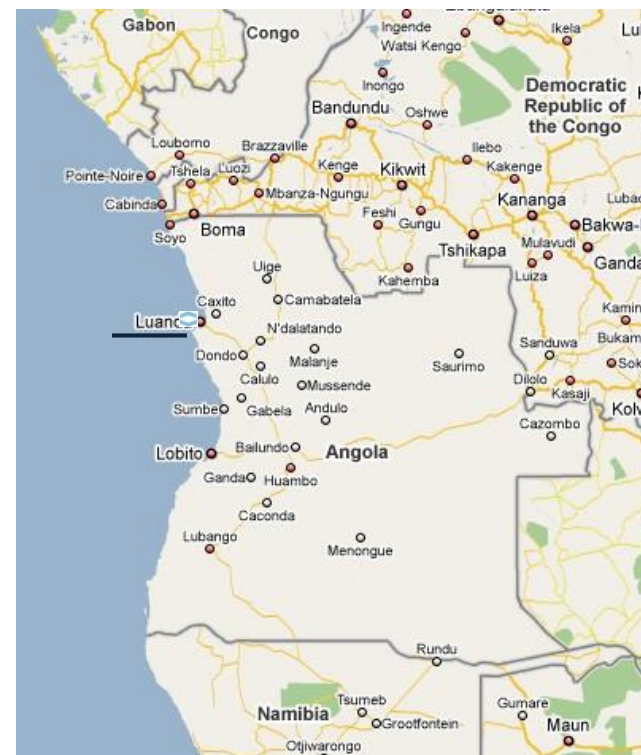 Gabon
Congo
Ingende
Watsi Kengo
Ikela
Inongo
Democratic
Republic of
the Congo
Bandundu
Oshwe
Loubomo
Brazzaville
Ilebo
Pointe-Noire
Tshela
Luozi
Kenge
Kikwit
Kakenge
Cabinda
Mbanza-Ngungu
Kananga
Soyo
Boma
Feshi
Gungu
Tshikapa
Mulavudi
Luiza
Uige
Kahemba
Caxito
Camabatela
N'dalatando
Dondo
Malanje
Saurimo
Sanduwa
Calulo
Mussende
Dilolo
Kasaji
Sumbe
Gabela
Andulo
Cazombo
Lobito
Bailundo
Angola
Ganda
Huambo
Caconda
Lubango
Menongue
Rundu
Namibia
Tsumeb
Grootfontein
Gumare
Maun
Otjiwarongo